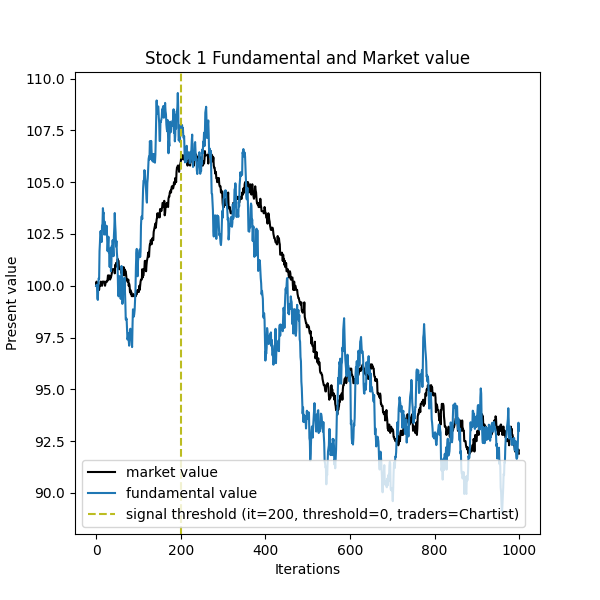 Stock 1 Fundamental and Market value
110.0
107.5
105.0
102.5
100.0
97.5
95.0
92.5
90.0
Present value
market value
fundamental value
signal threshold (it=200, threshold=0, traders=Chartist)
0 200 400 600 800 1000
Iterations